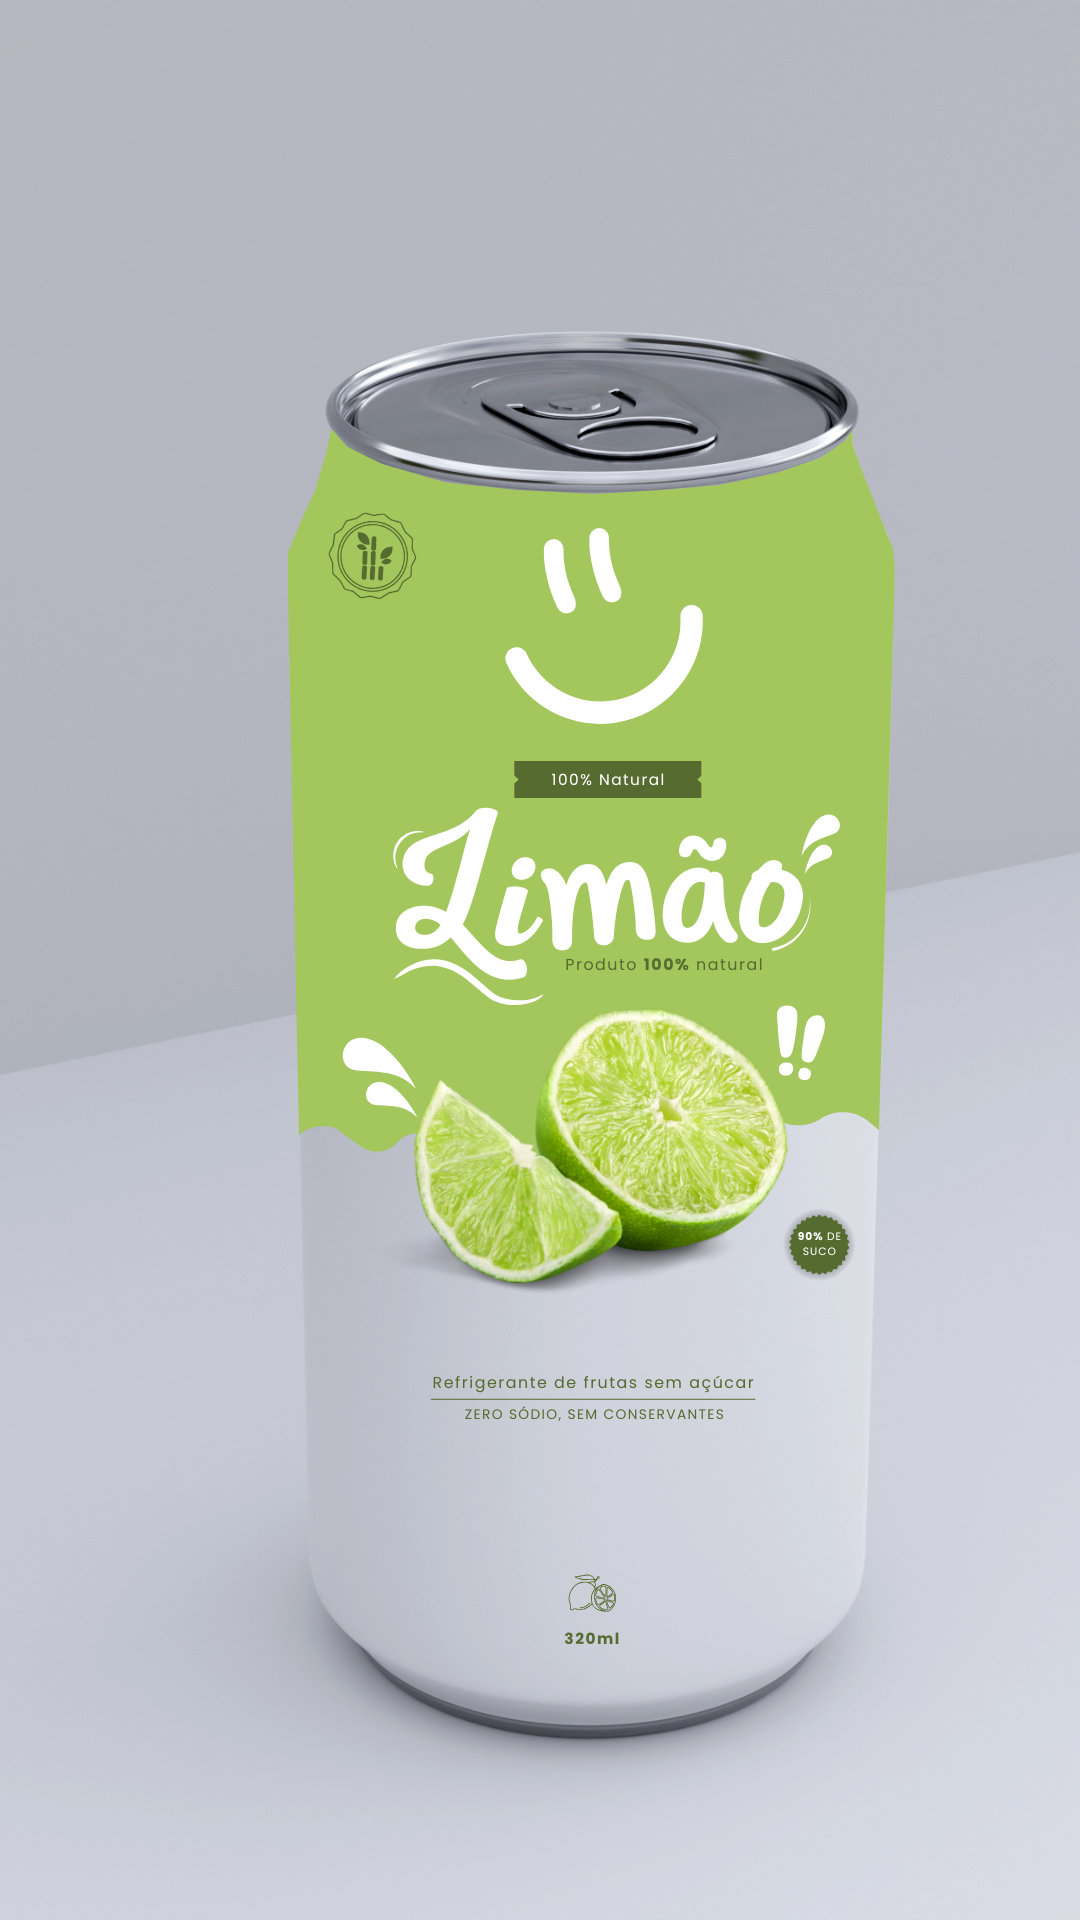 100% Natural
Limão
Produto 100% natural
90% DE
SUCO
Refrigerante de frutas sem açúcar
ZERO SÓDIO, SEM CONSERVANTES
320ml